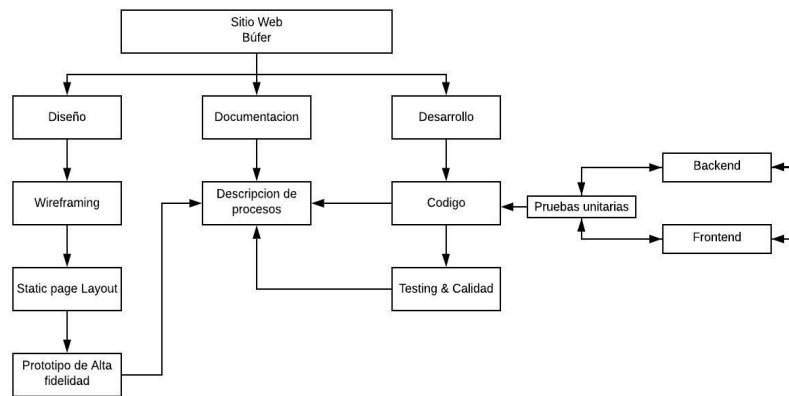 Sitio Web
Búfer
Diseño
Documentacion
Desarrollo
Wireframing
Descripcion de
procesos
Codigo
Pruebas unitarias
Backend
Frontend
Static page Layout
Testing & Calidad
Prototipo de Alta
fidelidad